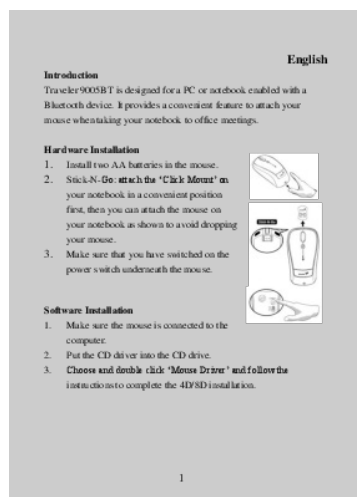 English
Introduction
Traveler 9005BT is designed for a PC or notebook enabled with a
Bluetooth device. It provides a convenient feature to attach your
mouse when taking your notebook to office meetings.
Hardware Installation
1. Install two AA batteries in the mouse.
2. Stick-N-Go: attach the ‘Click Mount’ on
your notebook in a convenient position
first, then you can attach the mouse on
your notebook as shown to avoid dropping
your mouse.
3. Make sure that you have switched on the
power switch underneath the mouse.
Software Installation
1. Make sure the mouse is connected to the
computer.
2. Put the CD driver into the CD drive.
3. Choose and double click ‘Mouse Driver’ and follow the
instructions to complete the 4D/8D installation.
1